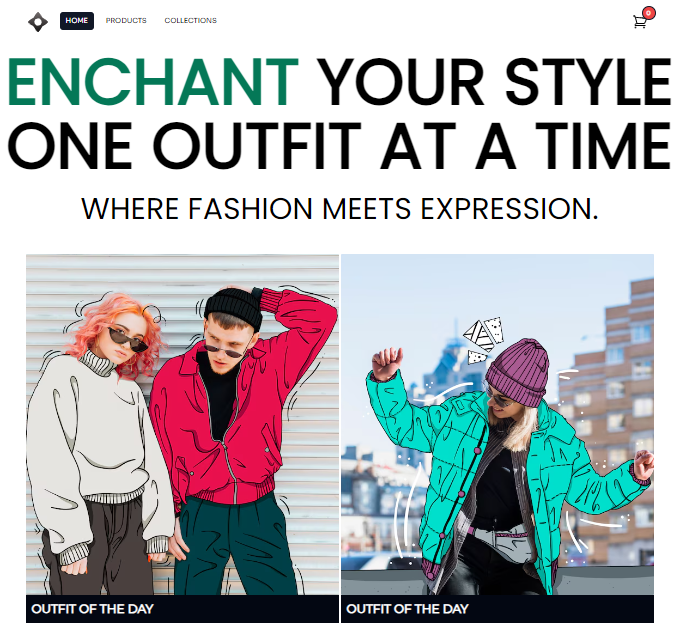 HOME PRODUCTS COLLECTIONS 0
ENCHANT YOUR STYLE
ONE OUTFIT AT A TIME
WHERE FASHION MEETS EXPRESSION.
OUTFIT OF THE DAY OUTFIT OF THE DAY